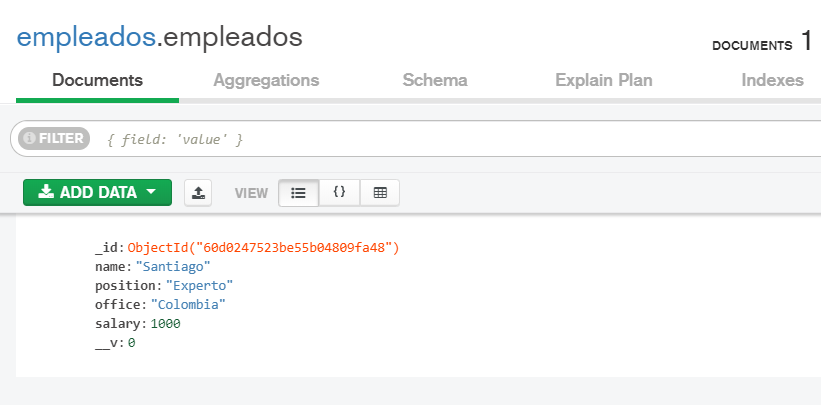 empleados.empleados
DOCUMENTS 1
Documents Aggregations Schema Explain Plan Indexes
FILTER { field: 'value' }
ADD DATA VIEW { }
_id: ObjectId("60d0247523be55b04809fa48")
name: "Santiago"
position: "Experto"
office: "Colombia"
salary: 1000
__v: 0